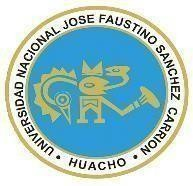 UNIVERSIDAD NACIONAL JOSE FAUSTINO SANCHEZ CARRION
• HUACHO •